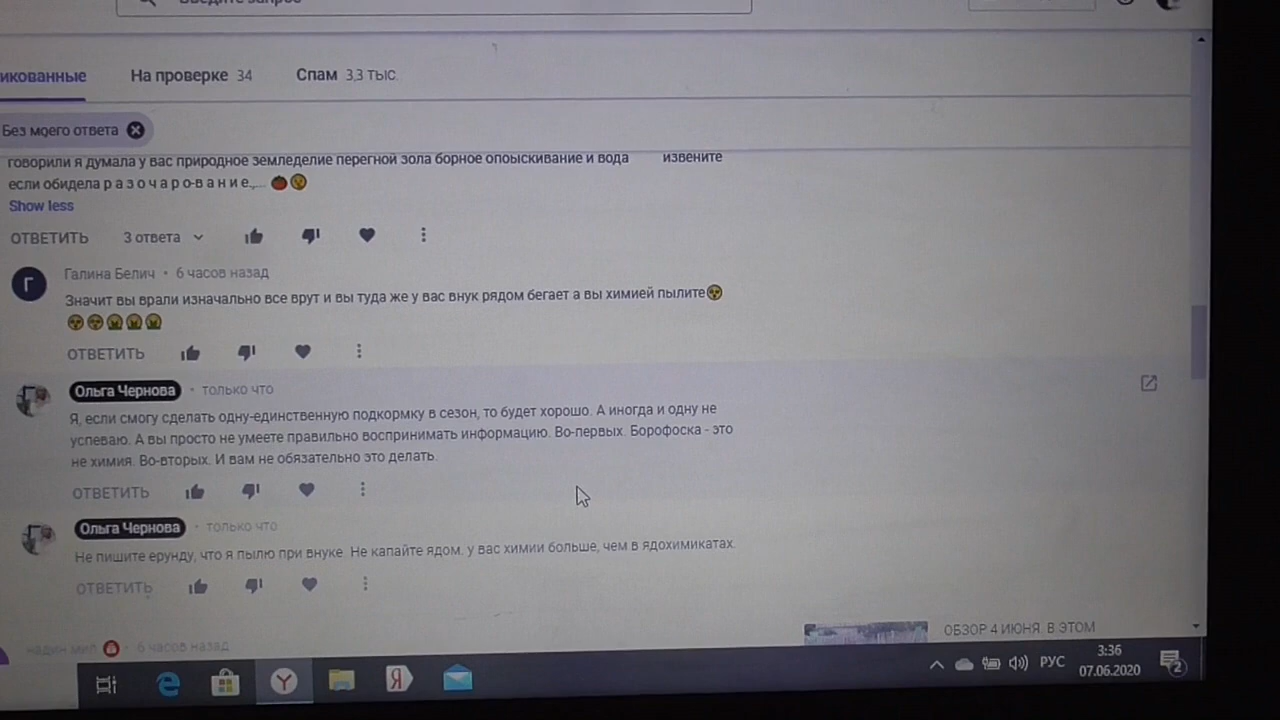 Введите запрос
икованные На проверке 34 Спам 3,3 тыс.
Без моего ответа
говорили я думала у вас природное земледелие перегной зола борное опоыскивание и вода извените
если обидела р а з о ч а р о-в а н и е.,...
Show less
ОТВЕТИТЬ 3 ответа
Г Галина Белич • 6 часов назад
Значит вы врали изначально все врут и вы туда же у вас внук рядом бегает а вы химией пылите
ОТВЕТИТЬ
Ольга Чернова • только что
Я, если смогу сделать одну-единственную подкормку в сезон, то будет хорошо. А иногда и одну не
успеваю. А вы просто не умеете правильно воспринимать информацию. Во-первых. Борофоска - это
не химия. Во-вторых. И вам не обязательно это делать.
ОТВЕТИТЬ
Ольга Чернова • только что
Не пишите ерунду, что я пылю при внуке. Не капайте ядом, у вас химии больше, чем в ядохимикатах.
ОТВЕТИТЬ
надин мил • 6 часов назад
ОБЗОР 4 ИЮНЯ. В ЭТОМ
РУС 3:36
07.06.2020
2